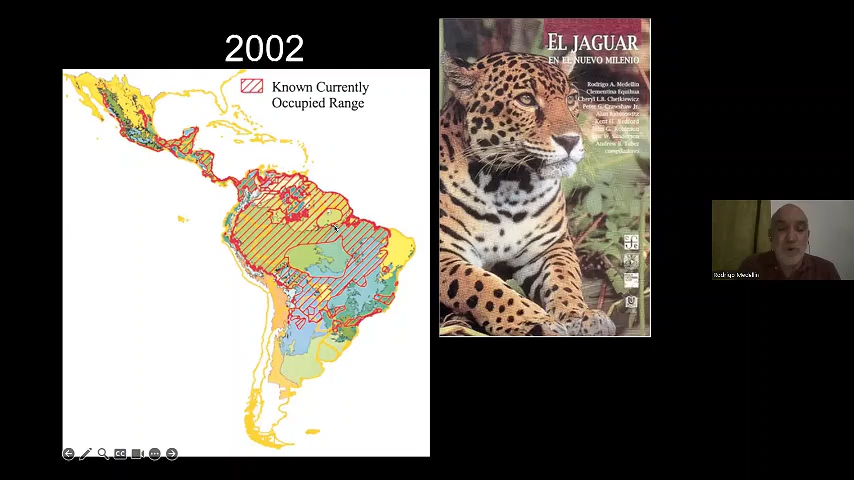 2002
Known Currently
Occupied Range
EL JAGUAR
EN EL NUEVO MILENIO
Rodrigo A. Medellín
Clementina Equihua
Cheryl L.B. Chetkiewicz
Peter G. Crawshaw Jr.
Alan Rabinowitz
Kent H. Redford
John G. Robinson
Eric W. Sanderson
Andrew B. Taber
compiladores
Rodrigo Medellín